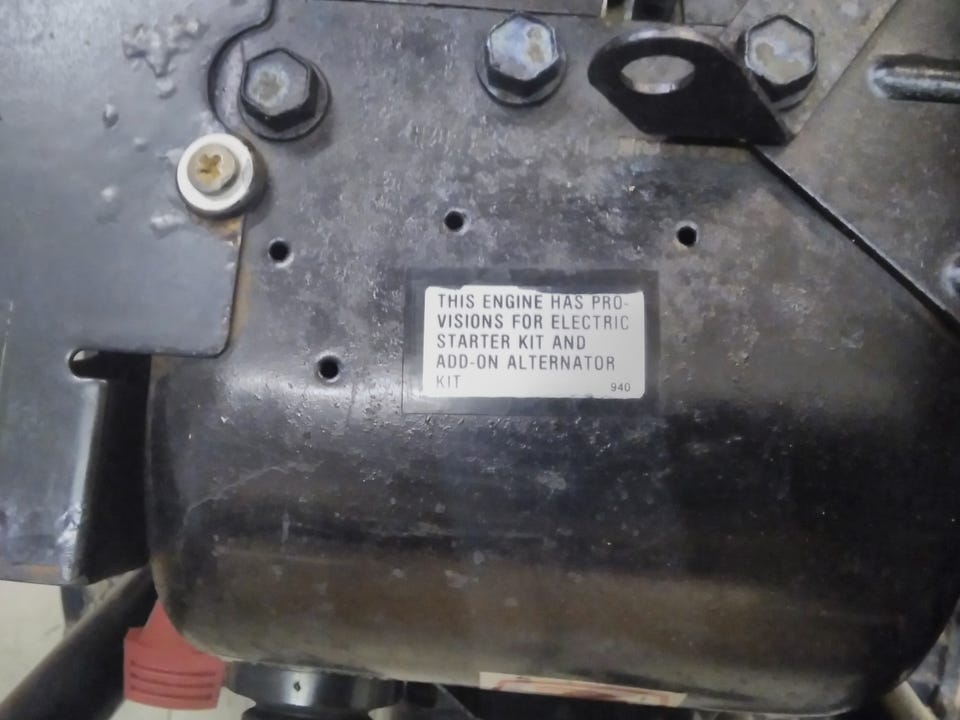 THIS ENGINE HAS PRO-
VISIONS FOR ELECTRIC
STARTER KIT AND
ADD-ON ALTERNATOR
KIT 940